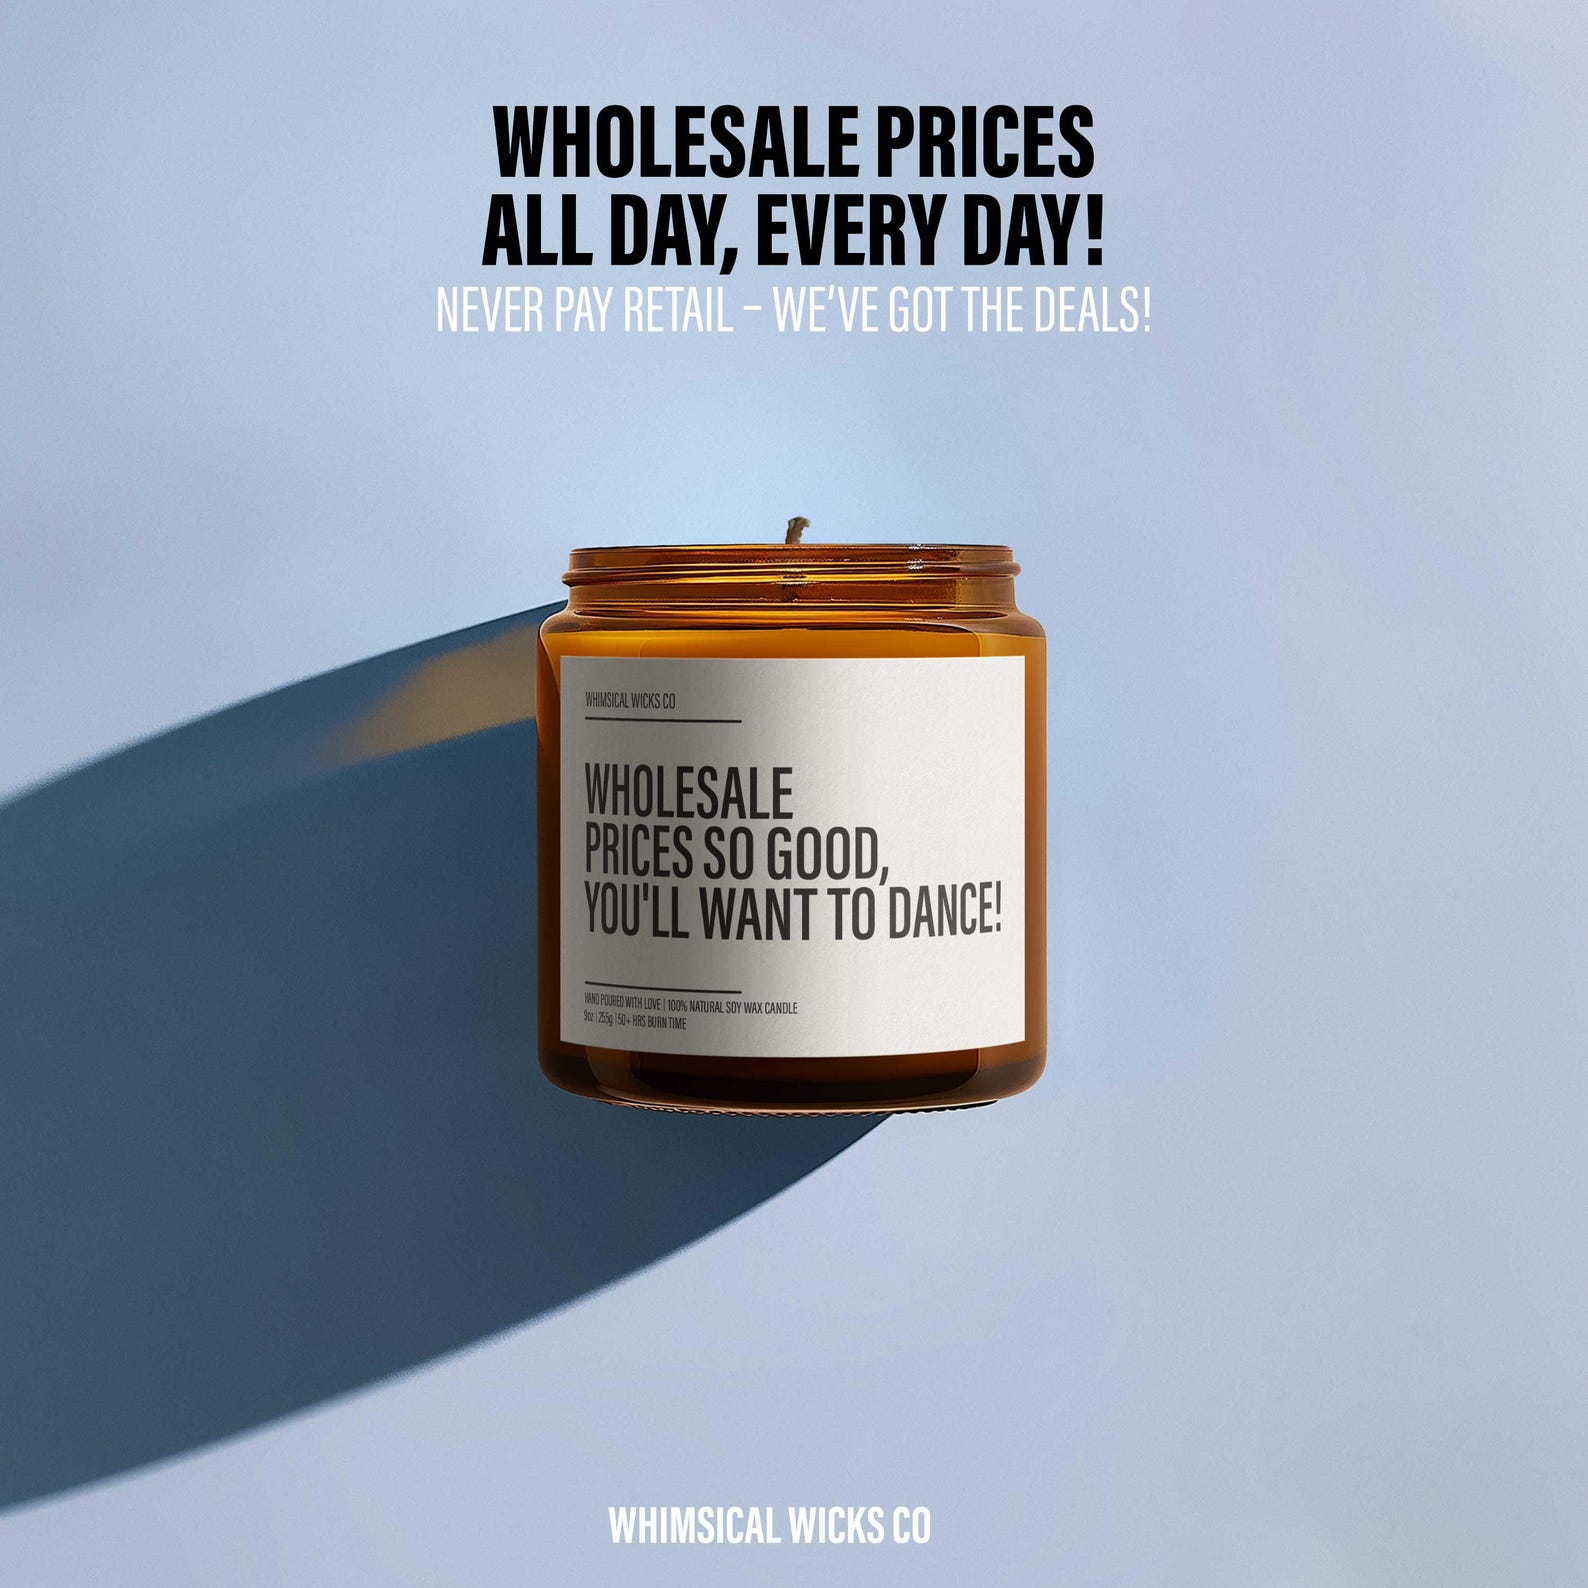 WHOLESALE PRICES
ALL DAY, EVERY DAY!
NEVER PAY RETAIL – WE'VE GOT THE DEALS!
WHIMSICAL WICKS CO
WHOLESALE
PRICES SO GOOD,
YOU'LL WANT TO DANCE!
HAND POURED WITH LOVE | 100% NATURAL SOY WAX CANDLE
9oz | 255g | 50+ HRS BURN TIME
WHIMSICAL WICKS CO